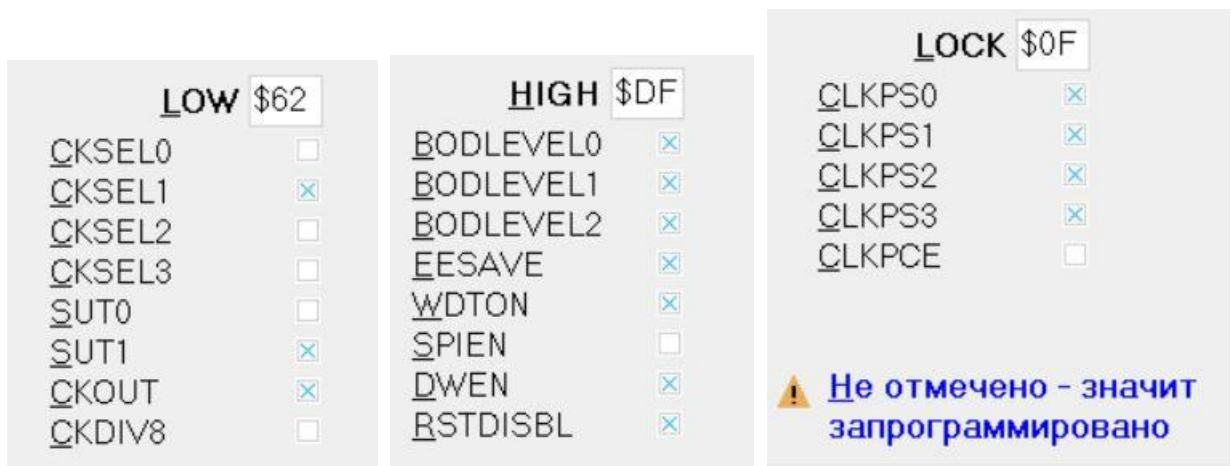 LOW $62
CKSEL0
CKSEL1
CKSEL2
CKSEL3
SUT0
SUT1
CKOUT
CKDIV8
HIGH $DF
BODLEVEL0
BODLEVEL1
BODLEVEL2
EESAVE
WDTON
SPIEN
DWEN
RSTDISBL
LOCK $0F
CLKPS0
CLKPS1
CLKPS2
CLKPS3
CLKPCE
Не отмечено - значит
запрограммировано